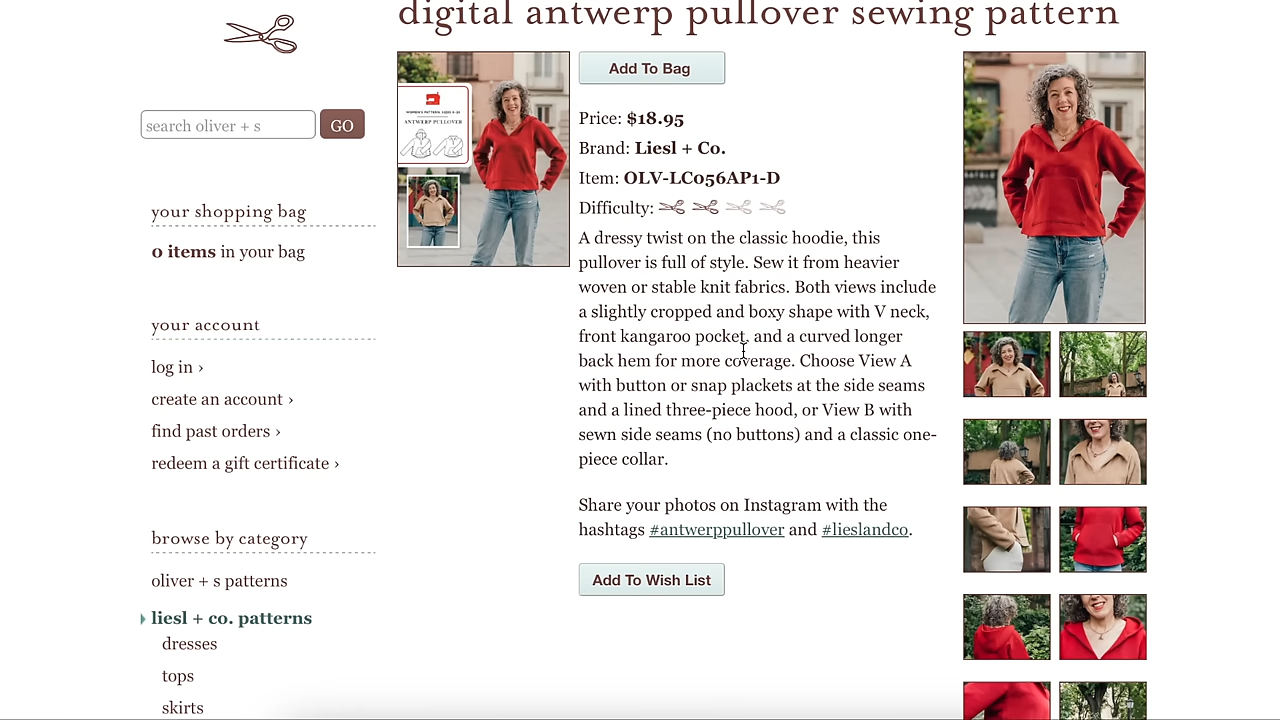 digital antwerp pullover sewing pattern
search oliver + s
GO
your shopping bag
0 items in your bag
your account
log in ›
create an account ›
find past orders ›
redeem a gift certificate ›
browse by category
oliver + s patterns
liesl + co. patterns
dresses
tops
skirts
ANTWERP PULLOVER
Add To Bag
Price: $18.95
Brand: Liesl + Co.
Item: OLV-LC056AP1-D
Difficulty:
A dressy twist on the classic hoodie, this
pullover is full of style. Sew it from heavier
woven or stable knit fabrics. Both views include
a slightly cropped and boxy shape with V neck,
front kangaroo pocket, and a curved longer
back hem for more coverage. Choose View A
with button or snap plackets at the side seams
and a lined three-piece hood, or View B with
sewn side seams (no buttons) and a classic one-
piece collar.
Share your photos on Instagram with the
hashtags #antwerppullover and #lieslandco.
Add To Wish List